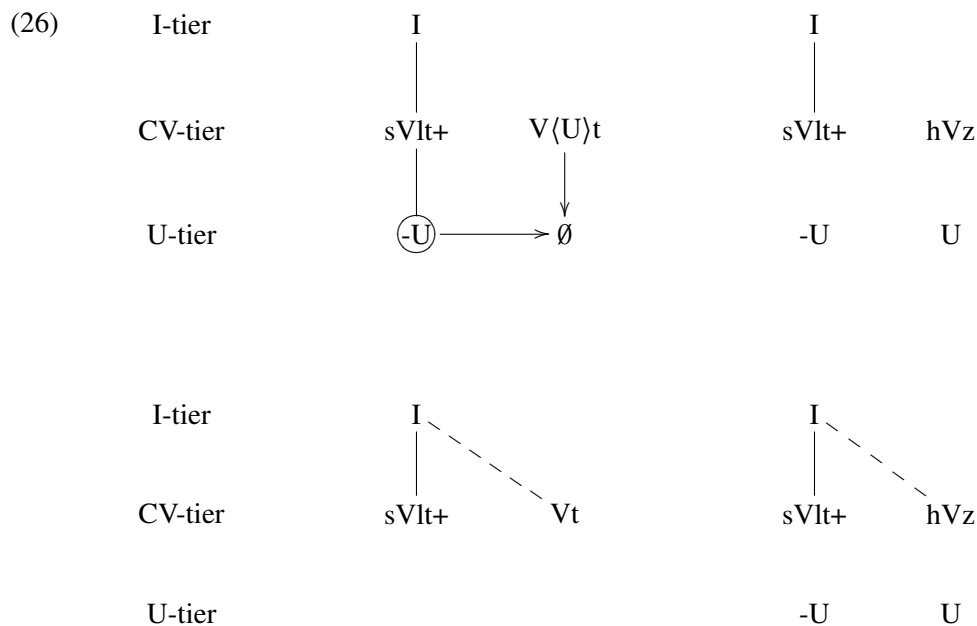 (26) I-tier I I
CV-tier sVlt+ V⟨U⟩t sVlt+ hVz
U-tier -U ∅ -U U
I-tier I I
CV-tier sVlt+ Vt sVlt+ hVz
U-tier -U U